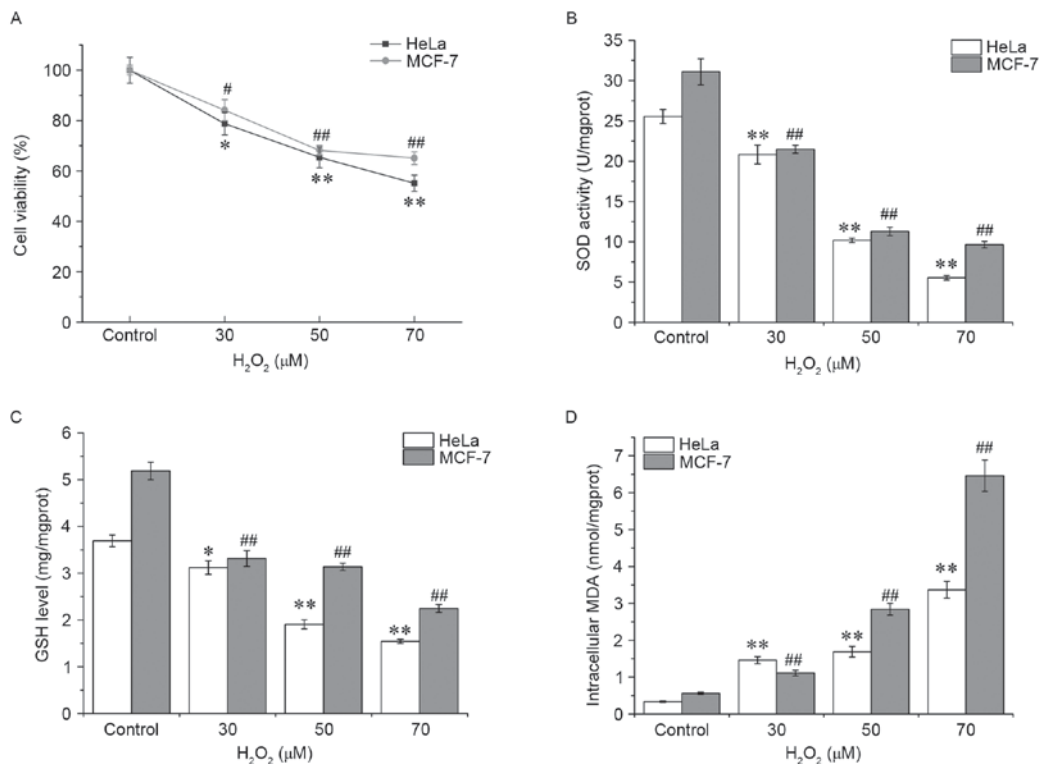 A
HeLa
MCF-7
Cell viability (%)
100
80
60
40
20
0
#
*
##
**
##
**
Control 30 50 70
H₂O₂ (μM)
B
HeLa
MCF-7
SOD activity (U/mgprot)
35
30
25
20
15
10
5
0
** ##
** ##
** ##
Control 30 50 70
H₂O₂ (μM)
C
HeLa
MCF-7
GSH level (mg/mgprot)
6
5
4
3
2
1
0
* ##
** ##
** ##
Control 30 50 70
H₂O₂ (μM)
D
HeLa
MCF-7
Intracellular MDA (nmol/mgprot)
7
6
5
4
3
2
1
0
** ##
** ##
** ##
Control 30 50 70
H₂O₂ (μM)